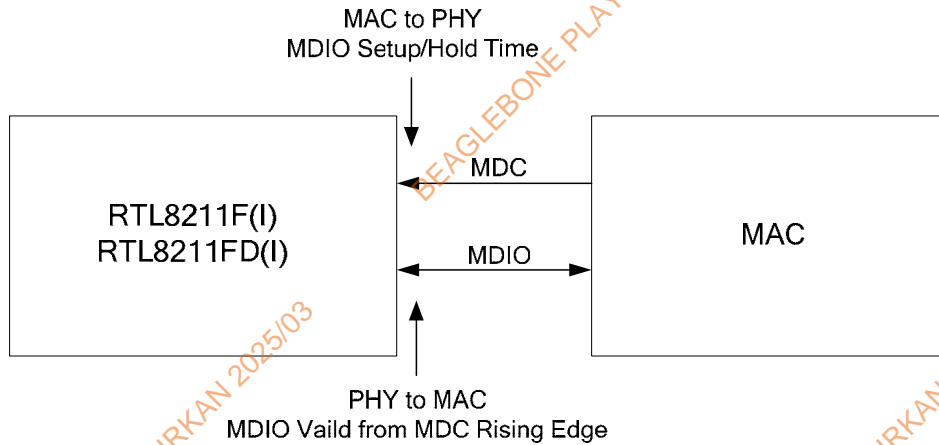 MAC to PHY
MDIO Setup/Hold Time
BEAGLEBONE PLAY
MDC
RTL8211F(I)
RTL8211FD(I)
MAC
MDIO
RKAN 2025/03
PHY to MAC
MDIO Vaild from MDC Rising Edge